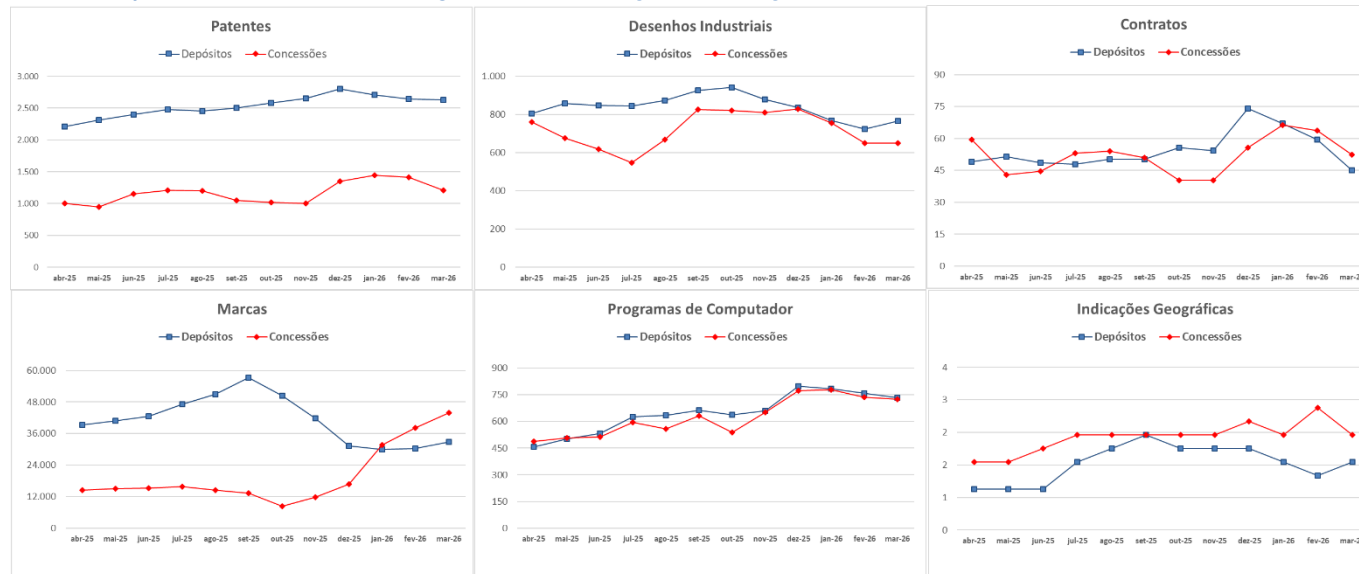 Patentes
Depósitos Concessões
3.000
2.500
2.000
1.500
1.000
500
0
abr-25 mai-25 jun-25 jul-25 ago-25 set-25 out-25 nov-25 dez-25 jan-26 fev-26 mar-26
Desenhos Industriais
Depósitos Concessões
1.000
800
600
400
200
0
abr-25 mai-25 jun-25 jul-25 ago-25 set-25 out-25 nov-25 dez-25 jan-26 fev-26 mar-26
Contratos
Depósitos Concessões
90
75
60
45
30
15
0
abr-25 mai-25 jun-25 jul-25 ago-25 set-25 out-25 nov-25 dez-25 jan-26 fev-26 mar-2
Marcas
Depósitos Concessões
60.000
48.000
36.000
24.000
12.000
0
abr-25 mai-25 jun-25 jul-25 ago-25 set-25 out-25 nov-25 dez-25 jan-26 fev-26 mar-26
Programas de Computador
Depósitos Concessões
900
750
600
450
300
150
0
abr-25 mai-25 jun-25 jul-25 ago-25 set-25 out-25 nov-25 dez-25 jan-26 fev-26 mar-26
Indicações Geográficas
Depósitos Concessões
4
3
2
2
1
0
abr-25 mai-25 jun-25 jul-25 ago-25 set-25 out-25 nov-25 dez-25 jan-26 fev-26 mar-2